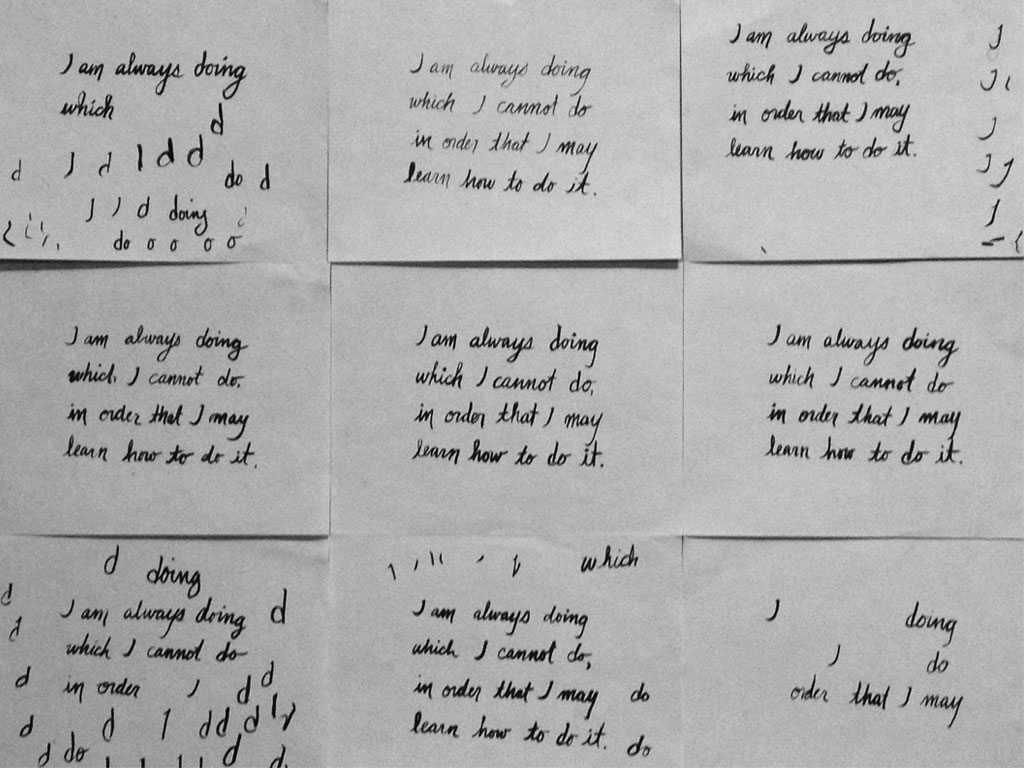 I am always doing
which
d
d J d l d d
do d
J J d doing
do o o o o
I am always doing
which I cannot do
in order that I may
learn how to do it.
I am always doing
which I cannot do,
in order that I may
learn how to do it.
I am always doing
which I cannot do,
in order that I may
learn how to do it.
I am always doing
which I cannot do,
in order that I may
learn how to do it.
I am always doing
which I cannot do
in order that I may
learn how to do it.
d doing
d
I am always doing d
d
which I cannot do
d in order J d d
d d l d d d
d do d d
which
I am always doing
which I cannot do,
in order that I may do
learn how to do it. do
J doing
J do
order that I may